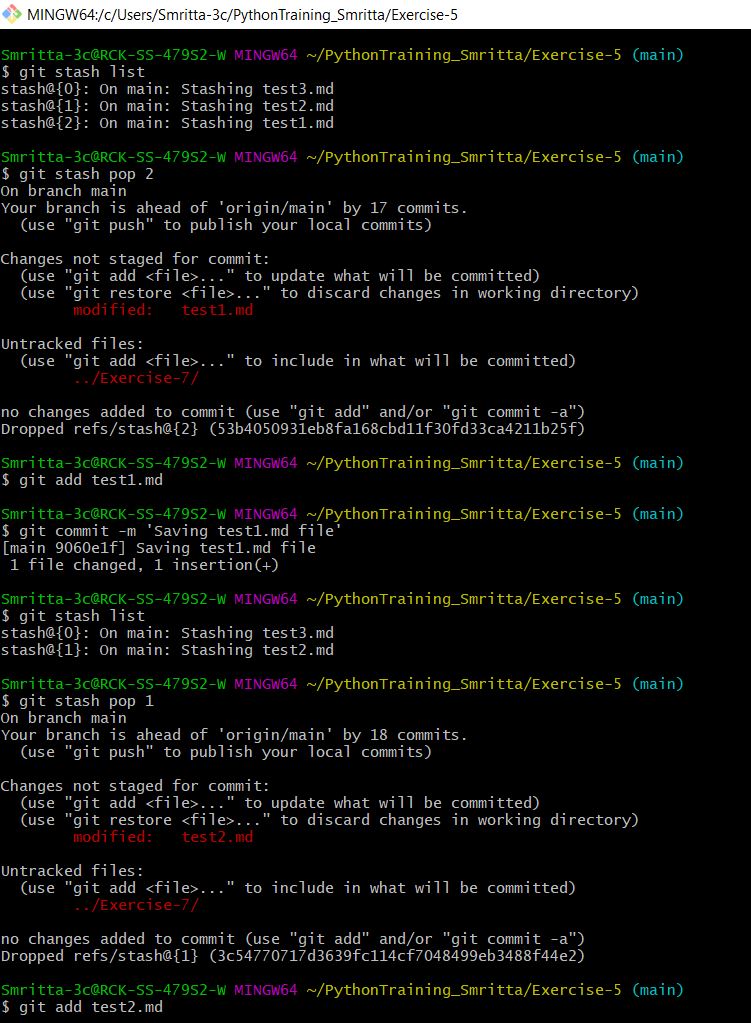 MINGW64:/c/Users/Smritta-3c/PythonTraining_Smritta/Exercise-5
Smritta-3c@RCK-SS-479S2-W MINGW64 ~/PythonTraining_Smritta/Exercise-5 (main)
$ git stash list
stash@{0}: On main: Stashing test3.md
stash@{1}: On main: Stashing test2.md
stash@{2}: On main: Stashing test1.md
Smritta-3c@RCK-SS-479S2-W MINGW64 ~/PythonTraining_Smritta/Exercise-5 (main)
$ git stash pop 2
On branch main
Your branch is ahead of 'origin/main' by 17 commits.
  (use "git push" to publish your local commits)
Changes not staged for commit:
  (use "git add <file>..." to update what will be committed)
  (use "git restore <file>..." to discard changes in working directory)
        modified:   test1.md
Untracked files:
  (use "git add <file>..." to include in what will be committed)
        ../Exercise-7/
no changes added to commit (use "git add" and/or "git commit -a")
Dropped refs/stash@{2} (53b4050931eb8fa168cbd11f30fd33ca4211b25f)
Smritta-3c@RCK-SS-479S2-W MINGW64 ~/PythonTraining_Smritta/Exercise-5 (main)
$ git add test1.md
Smritta-3c@RCK-SS-479S2-W MINGW64 ~/PythonTraining_Smritta/Exercise-5 (main)
$ git commit -m 'Saving test1.md file'
[main 9060e1f] Saving test1.md file
 1 file changed, 1 insertion(+)
Smritta-3c@RCK-SS-479S2-W MINGW64 ~/PythonTraining_Smritta/Exercise-5 (main)
$ git stash list
stash@{0}: On main: Stashing test3.md
stash@{1}: On main: Stashing test2.md
Smritta-3c@RCK-SS-479S2-W MINGW64 ~/PythonTraining_Smritta/Exercise-5 (main)
$ git stash pop 1
On branch main
Your branch is ahead of 'origin/main' by 18 commits.
  (use "git push" to publish your local commits)
Changes not staged for commit:
  (use "git add <file>..." to update what will be committed)
  (use "git restore <file>..." to discard changes in working directory)
        modified:   test2.md
Untracked files:
  (use "git add <file>..." to include in what will be committed)
        ../Exercise-7/
no changes added to commit (use "git add" and/or "git commit -a")
Dropped refs/stash@{1} (3c54770717d3639fc114cf7048499eb3488f44e2)
Smritta-3c@RCK-SS-479S2-W MINGW64 ~/PythonTraining_Smritta/Exercise-5 (main)
$ git add test2.md